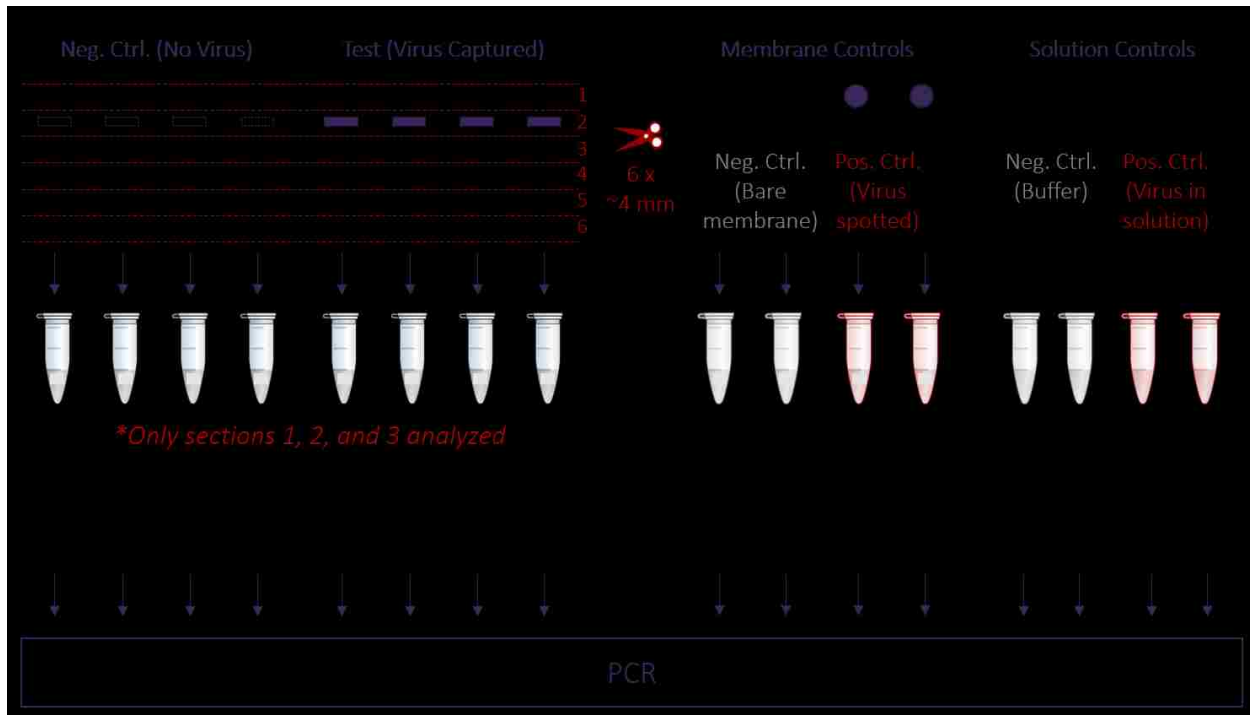 Neg. Ctrl. (No Virus)
Test (Virus Captured)
Membrane Controls
Solution Controls
1
2
3
4
5
6
6 x
~4 mm
Neg. Ctrl.
(Bare
membrane)
Pos. Ctrl.
(Virus
spotted)
Neg. Ctrl.
(Buffer)
Pos. Ctrl.
(Virus in
solution)
*Only sections 1, 2, and 3 analyzed
PCR